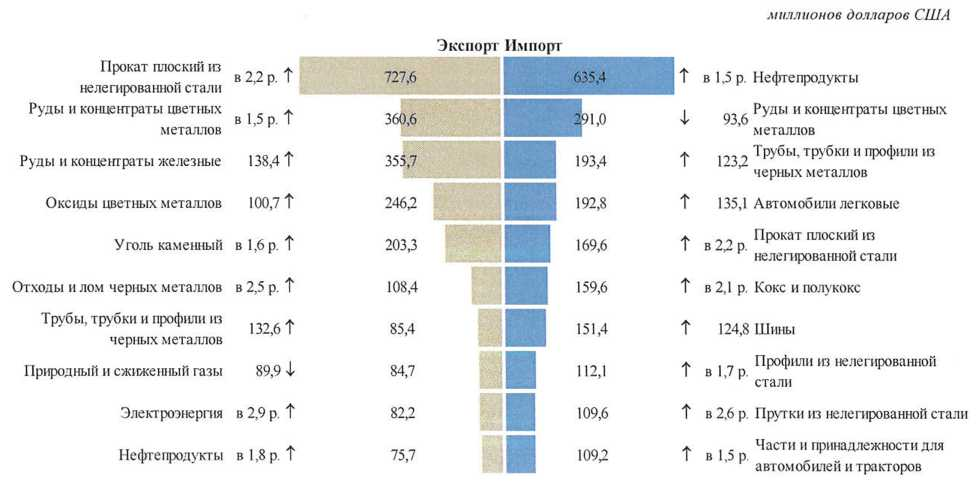 миллионов долларов США
Экспорт Импорт
Прокат плоский из
нелегированной стали
в 2,2 р. ↑ 727,6 635,4 ↑ в 1,5 р. Нефтепродукты
Руды и концентраты цветных
металлов
в 1,5 р. ↑ 360,6 291,0 ↓ 93,6
Руды и концентраты цветных
металлов
Руды и концентраты железные 138,4 ↑ 355,7 193,4 ↑ 123,2
Трубы, трубки и профили из
черных металлов
Оксиды цветных металлов 100,7 ↑ 246,2 192,8 ↑ 135,1 Автомобили легковые
Уголь каменный в 1,6 р. ↑ 203,3 169,6 ↑ в 2,2 р.
Прокат плоский из
нелегированной стали
Отходы и лом черных металлов в 2,5 р. ↑ 108,4 159,6 ↑ в 2,1 р. Кокс и полукокс
Трубы, трубки и профили из
черных металлов
132,6 ↑ 85,4 151,4 ↑ 124,8 Шины
Природный и сжиженный газы 89,9 ↓ 84,7 112,1 ↑ в 1,7 р.
Профили из нелегированной
стали
Электроэнергия в 2,9 р. ↑ 82,2 109,6 ↑ в 2,6 р. Прутки из нелегированной стали
Нефтепродукты в 1,8 р. ↑ 75,7 109,2 ↑ в 1,5 р.
Части и принадлежности для
автомобилей и тракторов